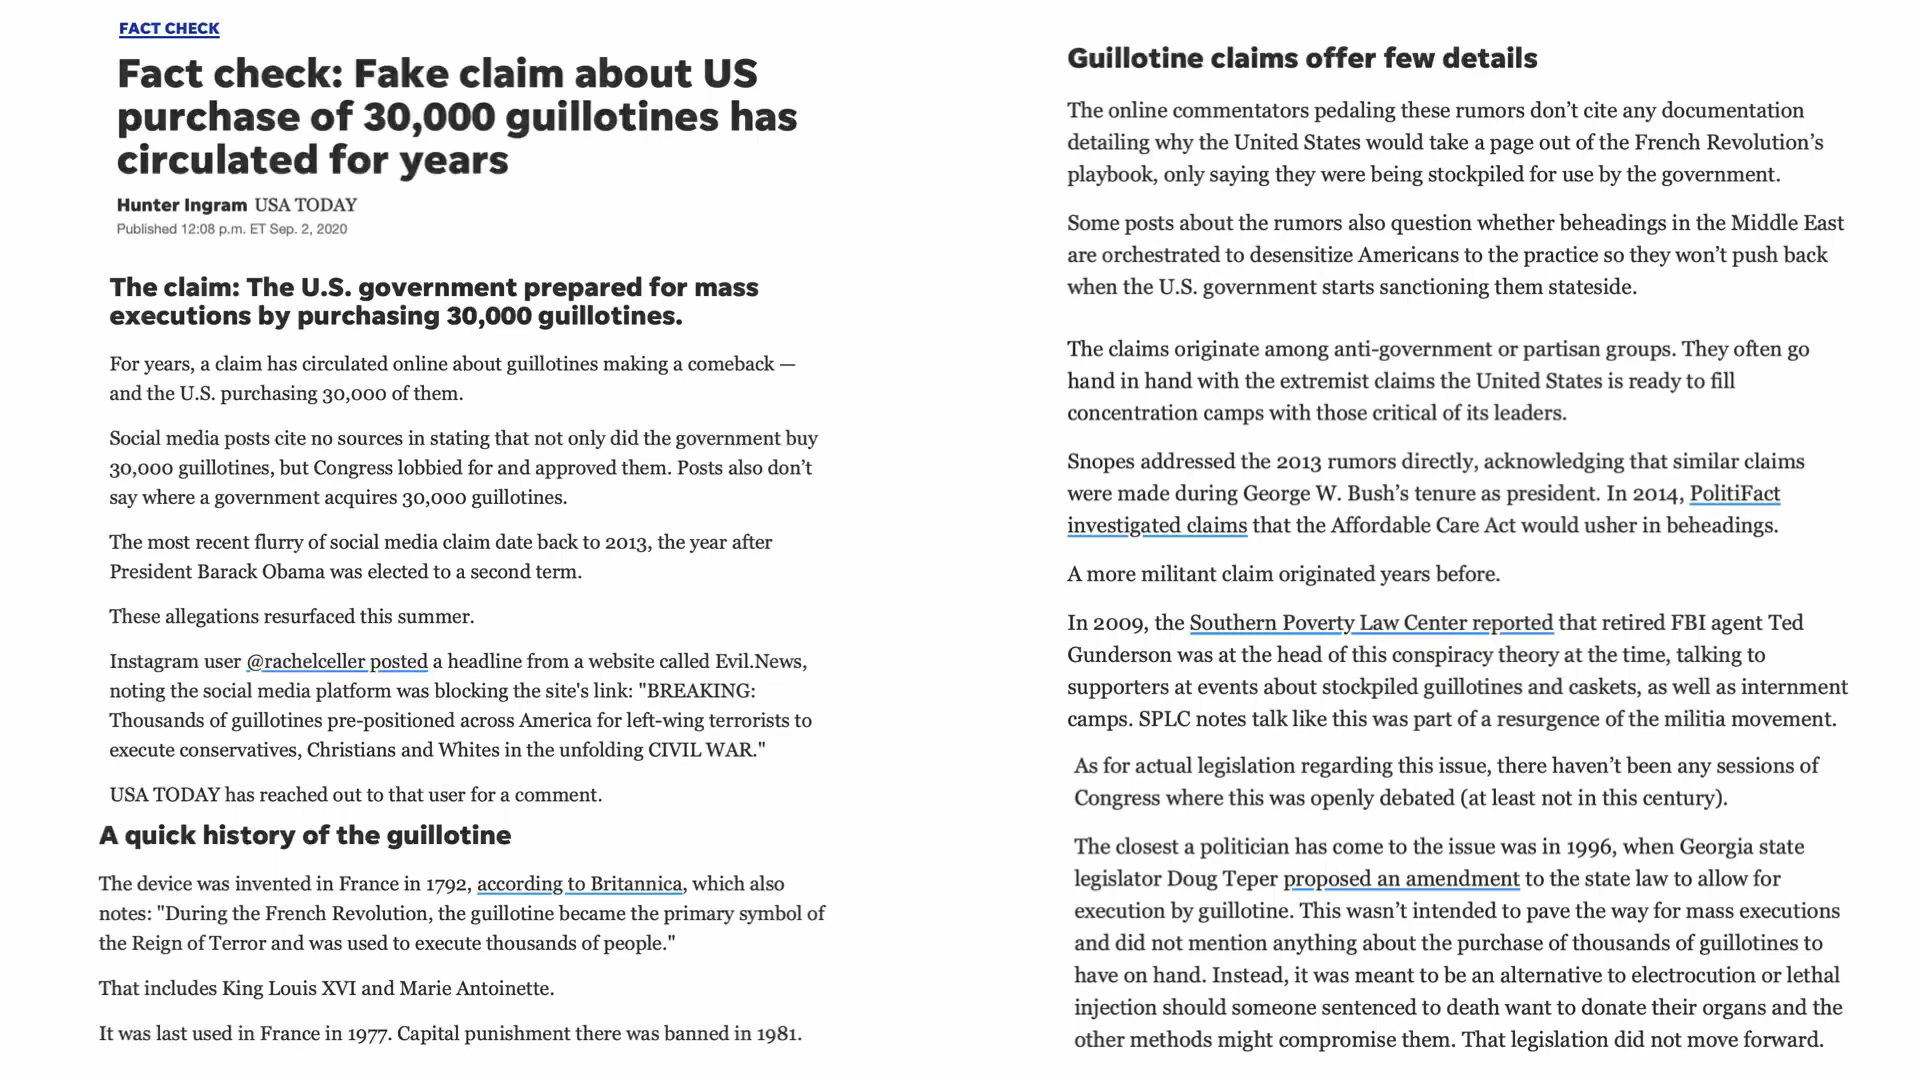 FACT CHECK
Fact check: Fake claim about US
purchase of 30,000 guillotines has
circulated for years
Hunter Ingram USA TODAY
Published 12:08 p.m. ET Sep. 2, 2020
The claim: The U.S. government prepared for mass
executions by purchasing 30,000 guillotines.
For years, a claim has circulated online about guillotines making a comeback —
and the U.S. purchasing 30,000 of them.
Social media posts cite no sources in stating that not only did the government buy
30,000 guillotines, but Congress lobbied for and approved them. Posts also don’t
say where a government acquires 30,000 guillotines.
The most recent flurry of social media claim date back to 2013, the year after
President Barack Obama was elected to a second term.
These allegations resurfaced this summer.
Instagram user @rachelceller posted a headline from a website called Evil.News,
noting the social media platform was blocking the site's link: "BREAKING:
Thousands of guillotines pre-positioned across America for left-wing terrorists to
execute conservatives, Christians and Whites in the unfolding CIVIL WAR."
USA TODAY has reached out to that user for a comment.
A quick history of the guillotine
The device was invented in France in 1792, according to Britannica, which also
notes: "During the French Revolution, the guillotine became the primary symbol of
the Reign of Terror and was used to execute thousands of people."
That includes King Louis XVI and Marie Antoinette.
It was last used in France in 1977. Capital punishment there was banned in 1981.
Guillotine claims offer few details
The online commentators pedaling these rumors don’t cite any documentation
detailing why the United States would take a page out of the French Revolution’s
playbook, only saying they were being stockpiled for use by the government.
Some posts about the rumors also question whether beheadings in the Middle East
are orchestrated to desensitize Americans to the practice so they won’t push back
when the U.S. government starts sanctioning them stateside.
The claims originate among anti-government or partisan groups. They often go
hand in hand with the extremist claims the United States is ready to fill
concentration camps with those critical of its leaders.
Snopes addressed the 2013 rumors directly, acknowledging that similar claims
were made during George W. Bush’s tenure as president. In 2014, PolitiFact
investigated claims that the Affordable Care Act would usher in beheadings.
A more militant claim originated years before.
In 2009, the Southern Poverty Law Center reported that retired FBI agent Ted
Gunderson was at the head of this conspiracy theory at the time, talking to
supporters at events about stockpiled guillotines and caskets, as well as internment
camps. SPLC notes talk like this was part of a resurgence of the militia movement.
As for actual legislation regarding this issue, there haven’t been any sessions of
Congress where this was openly debated (at least not in this century).
The closest a politician has come to the issue was in 1996, when Georgia state
legislator Doug Teper proposed an amendment to the state law to allow for
execution by guillotine. This wasn’t intended to pave the way for mass executions
and did not mention anything about the purchase of thousands of guillotines to
have on hand. Instead, it was meant to be an alternative to electrocution or lethal
injection should someone sentenced to death want to donate their organs and the
other methods might compromise them. That legislation did not move forward.